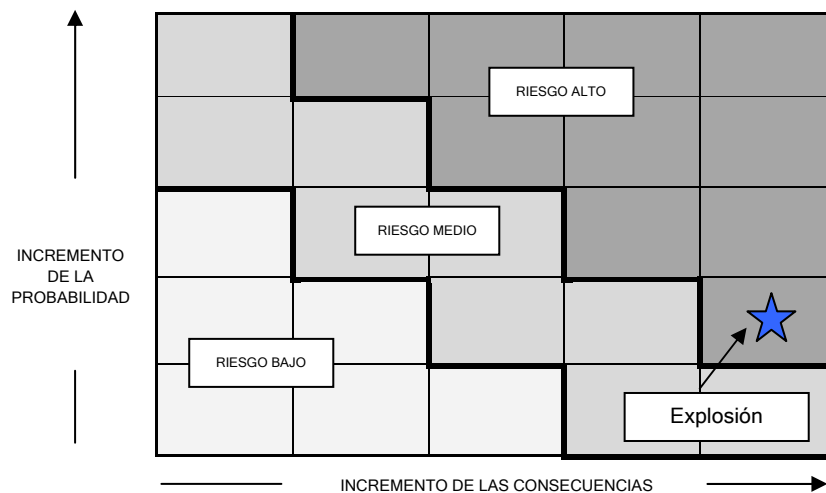 RIESGO ALTO
RIESGO MEDIO
INCREMENTO
DE LA
PROBABILIDAD
RIESGO BAJO
Explosión
INCREMENTO DE LAS CONSECUENCIAS